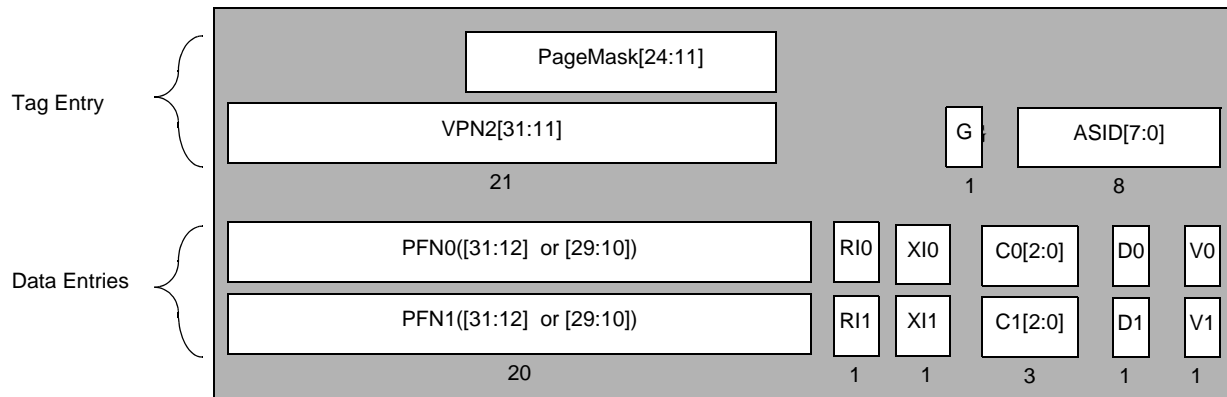 PageMask[24:11]
Tag Entry
VPN2[31:11]
G
ASID[7:0]
21
1
8
PFN0([31:12] or [29:10])
RI0
XI0
C0[2:0]
D0
V0
Data Entries
PFN1([31:12] or [29:10])
RI1
XI1
C1[2:0]
D1
V1
20
1
1
3
1
1